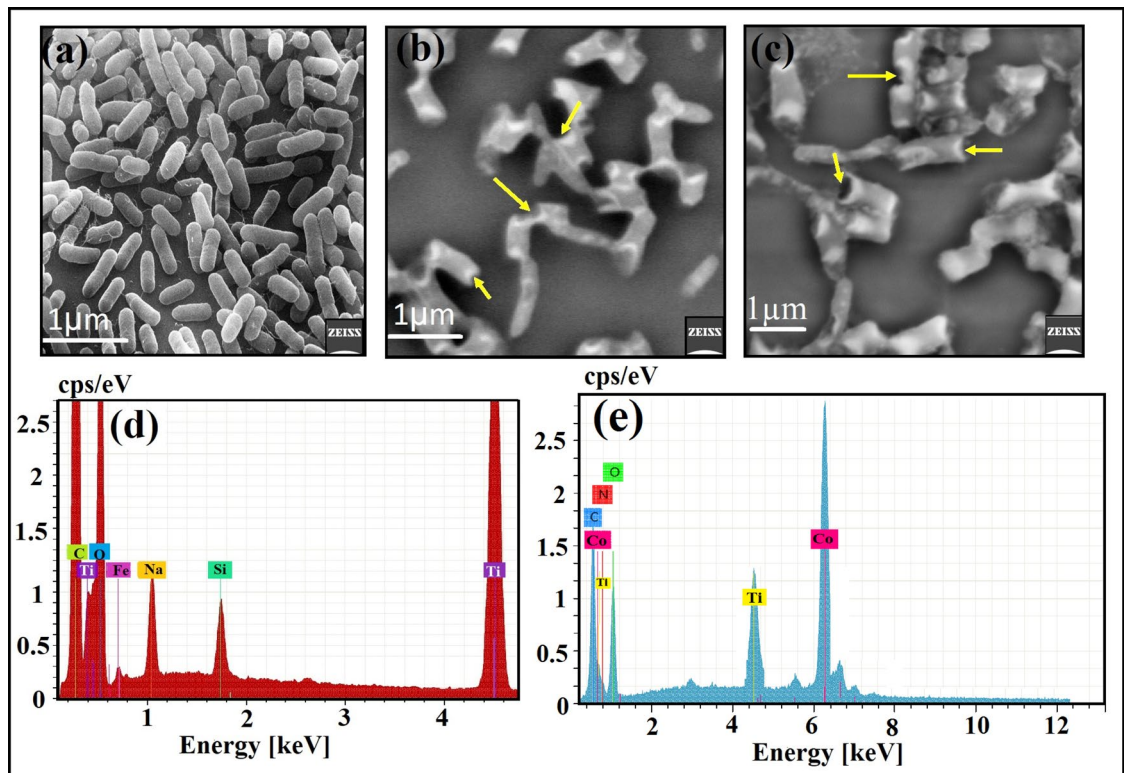 (a)
1μm
ZEISS
(b)
1μm
ZEISS
(c)
1μm
ZEISS
cps/eV
(d)
2.5
2
1.5
1
0.5
0
C
O
Ti
Fe
Na
Si
Ti
1 2 3 4
Energy [keV]
cps/eV
(e)
2.5
2
1.5
1
0.5
0
O
N
C
Co
Ti
Ti
Co
2 4 6 8 10 12
Energy [keV]